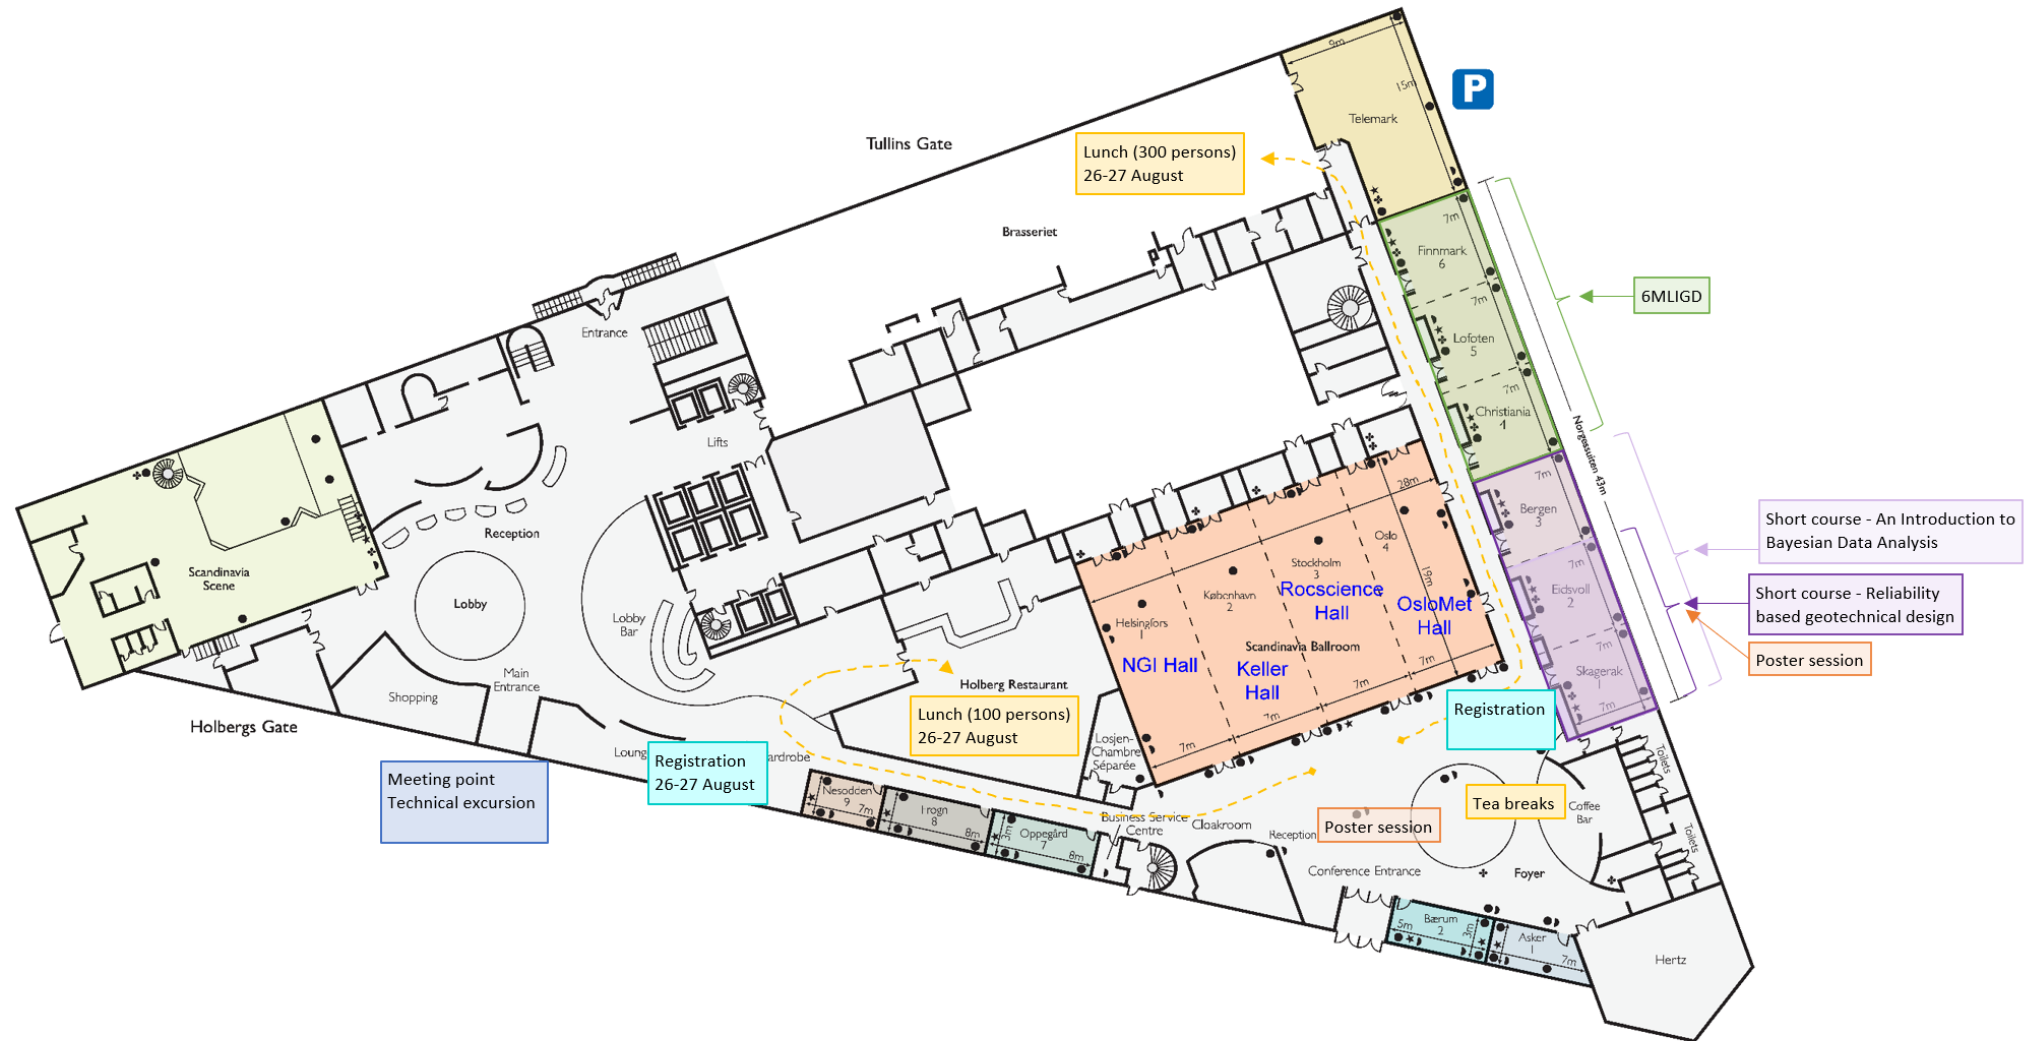 9m
15m
P
Telemark
Tullins Gate
Lunch (300 persons)
26-27 August
Brasseriet
7m
Finnmark
6
7m
6MLIGD
Entrance
Lofoten
5
7m
Christiania
4
Lifts
Norgessuiten 43m
28m
7m
Bergen
3
Short course - An Introduction to
Bayesian Data Analysis
Reception
Oslo
4
Stockholm
3
19m
7m
Eidsvoll
2
Scandinavia
Scene
Lobby
København
2
Rocscience
Hall
OsloMet
Hall
Short course - Reliability
based geotechnical design
Lobby
Bar
Helsingfors
1
Scandinavia Ballroom
7m
NGI Hall
Keller
Hall
7m
Skagerak
1
7m
Poster session
Main
Entrance
Shopping
Holberg Restaurant
7m
7m
Registration
Holbergs Gate
Lunch (100 persons)
26-27 August
7m
Losjen-
Chambre
Séparée
Toilets
Registration
26-27 August
Meeting point
Technical excursion
Nesodden
9
7m
Frogn
8
8m
3m
Oppegård
7
8m
Business Service
Centre
Cloakroom
Reception
Poster session
Tea breaks
Coffee
Bar
Toilets
Conference Entrance
Foyer
Bærum
2
5m
3m
Asker
1
7m
Hertz